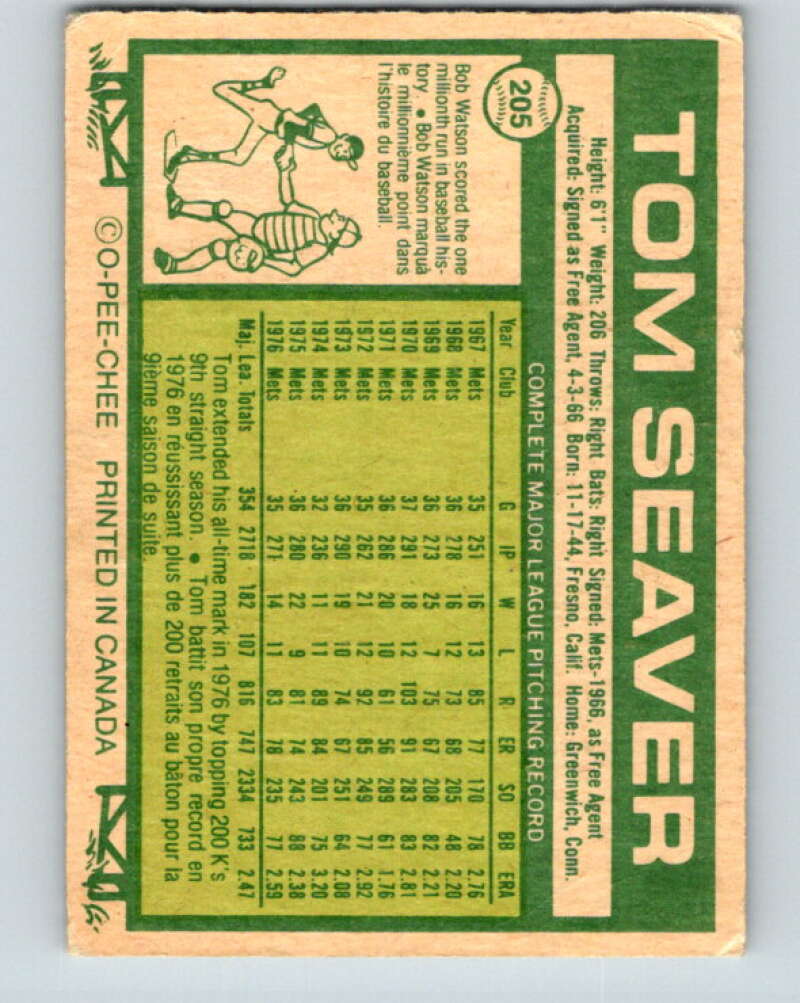 205
TOM SEAVER
Height: 6'1" Weight: 206 Throws: Right Bats: Right Signed: Mets-1966, as Free Agent
Acquired: Signed as Free Agent, 4-3-66 Born: 11-17-44, Fresno, Calif. Home: Greenwich, Conn.
Bob Watson scored the one
millionth run in baseball his-
tory. ● Bob Watson marquà
le millionnième point dans
l'histoire du baseball.
COMPLETE MAJOR LEAGUE PITCHING RECORD
Year Club G IP W L R ER SO BB ERA
1967 Mets 35 251 16 13 85 77 170 78 2.76
1968 Mets 36 278 16 12 73 68 205 48 2.20
1969 Mets 36 273 25 7 75 67 208 82 2.21
1970 Mets 37 291 18 12 103 91 283 83 2.81
1971 Mets 36 286 20 10 61 56 289 61 1.76
1972 Mets 35 262 21 12 92 85 249 77 2.92
1973 Mets 36 290 19 10 74 67 251 64 2.08
1974 Mets 32 236 11 11 89 84 201 75 3.20
1975 Mets 36 280 22 9 81 74 243 88 2.38
1976 Mets 35 271 14 11 83 78 235 77 2.59
Maj. Lea. Totals 354 2718 182 107 816 747 2334 733 2.47
Tom extended his all-time mark in 1976 by topping 200 K's
9th straight season. ● Tom battit son propre record en
1976 en réussissant plus de 200 retraits au bâton pour la
9ième saison de suite.
©O-PEE-CHEE PRINTED IN CANADA